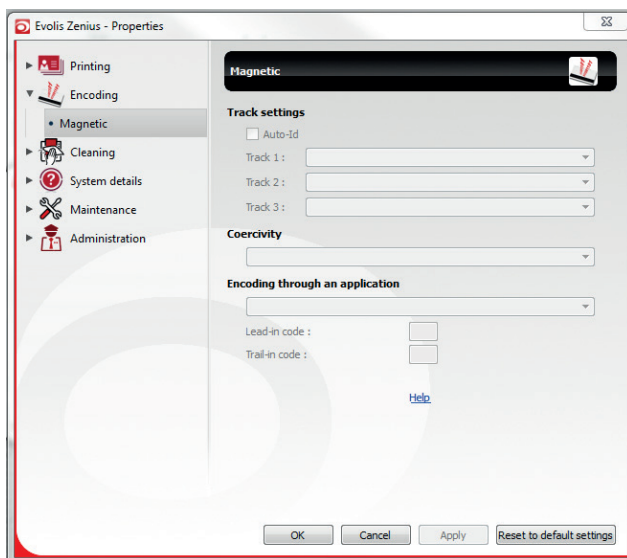 Evolis Zenius - Properties
Printing
Encoding
Magnetic
Cleaning
System details
Maintenance
Administration
Magnetic
Track settings
Auto-Id
Track 1 :
Track 2 :
Track 3 :
Coercivity
Encoding through an application
Lead-in code :
Trail-in code :
Help
OK Cancel Apply Reset to default settings